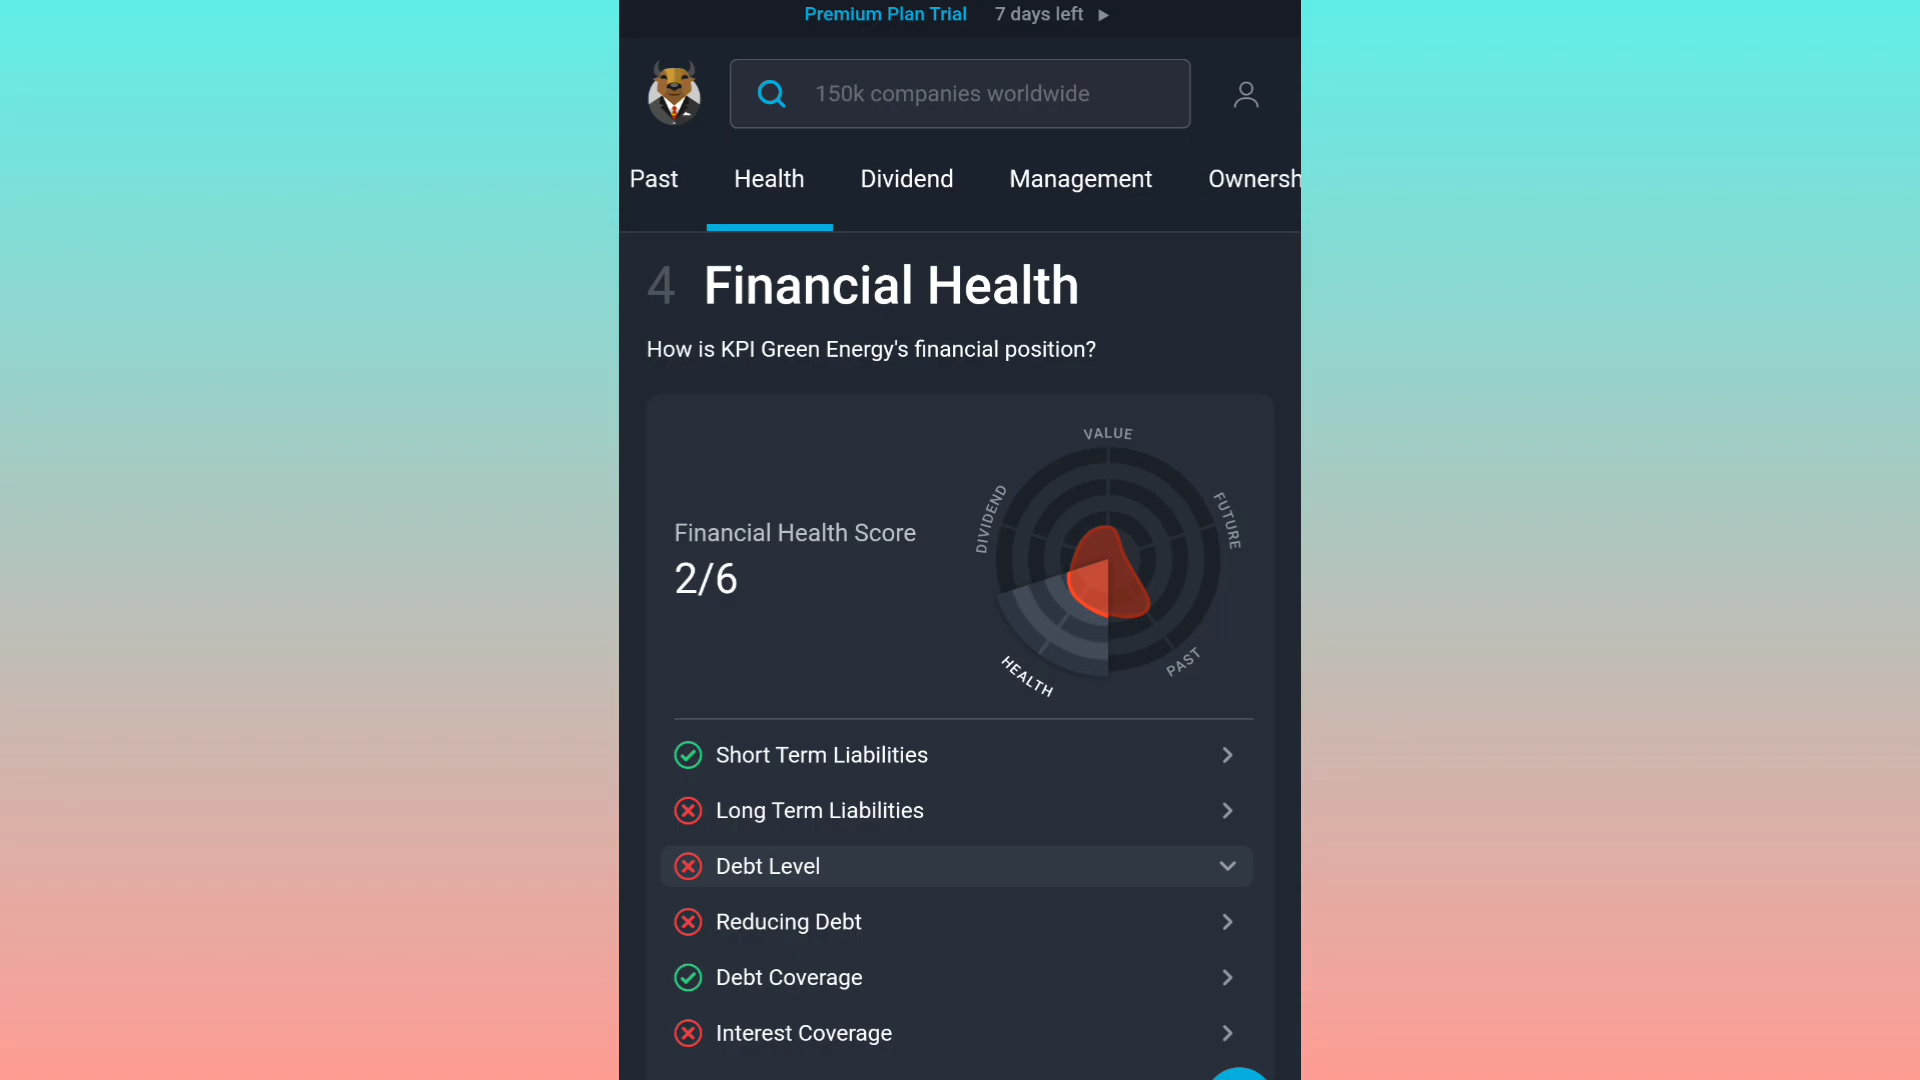 Premium Plan Trial 7 days left
150k companies worldwide
Past Health Dividend Management Ownersh
4 Financial Health
How is KPI Green Energy's financial position?
VALUE
DIVIDEND
FUTURE
Financial Health Score
2/6
HEALTH
PAST
Short Term Liabilities
Long Term Liabilities
Debt Level
Reducing Debt
Debt Coverage
Interest Coverage